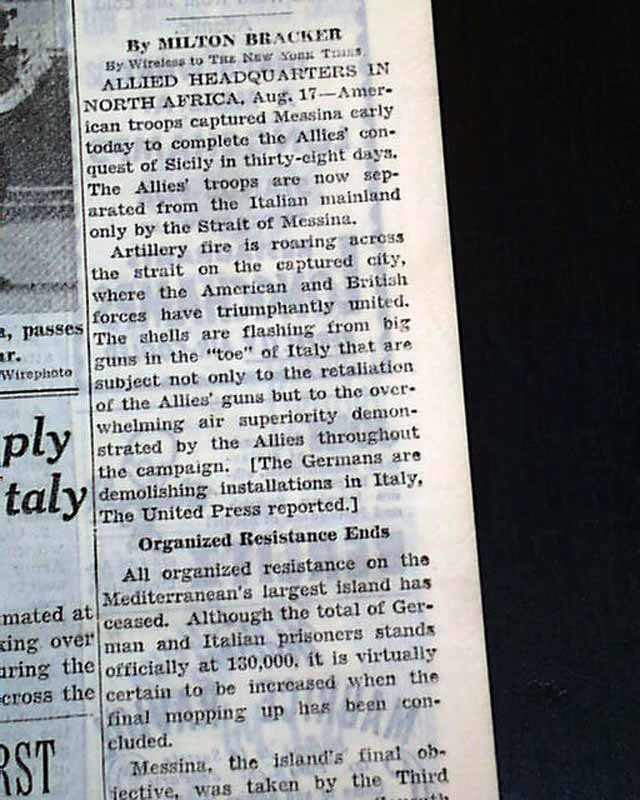 By MILTON BRACKER
By Wireless to THE NEW YORK TIMES.
ALLIED HEADQUARTERS IN
NORTH AFRICA, Aug. 17—Amer-
ican troops captured Messina early
today to complete the Allies' con-
quest of Sicily in thirty-eight days.
The Allies' troops are now sep-
arated from the Italian mainland
only by the Strait of Messina.
Artillery fire is roaring across
the strait on the captured city,
where the American and British
forces have triumphantly united.
The shells are flashing from big
guns in the "toe" of Italy that are
subject not only to the retaliation
of the Allies' guns but to the over-
whelming air superiority demon-
strated by the Allies throughout
the campaign. [The Germans are
demolishing installations in Italy,
The United Press reported.]
Organized Resistance Ends
All organized resistance on the
Mediterranean's largest island has
ceased. Although the total of Ger-
man and Italian prisoners stands
officially at 130,000, it is virtually
certain to be increased when the
final mopping up has been con-
cluded.
Messina, the island's final ob-
jective, was taken by the Third
a, passes
ar.
Wirephoto
ply
taly
mated at
king over
uring the
cross the
RST